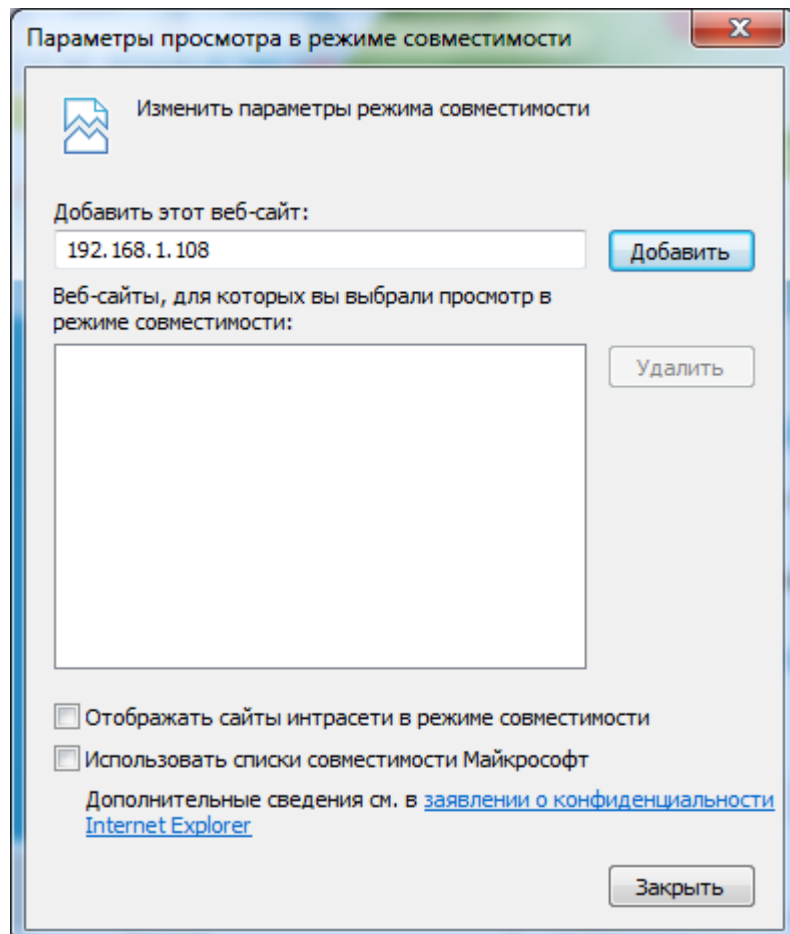 Параметры просмотра в режиме совместимости
Изменить параметры режима совместимости
Добавить этот веб-сайт:
192.168.1.108
Добавить
Веб-сайты, для которых вы выбрали просмотр в
режиме совместимости:
Удалить
Отображать сайты интрасети в режиме совместимости
Использовать списки совместимости Майкрософт
Дополнительные сведения см. в заявлении о конфиденциальности
Internet Explorer
Закрыть